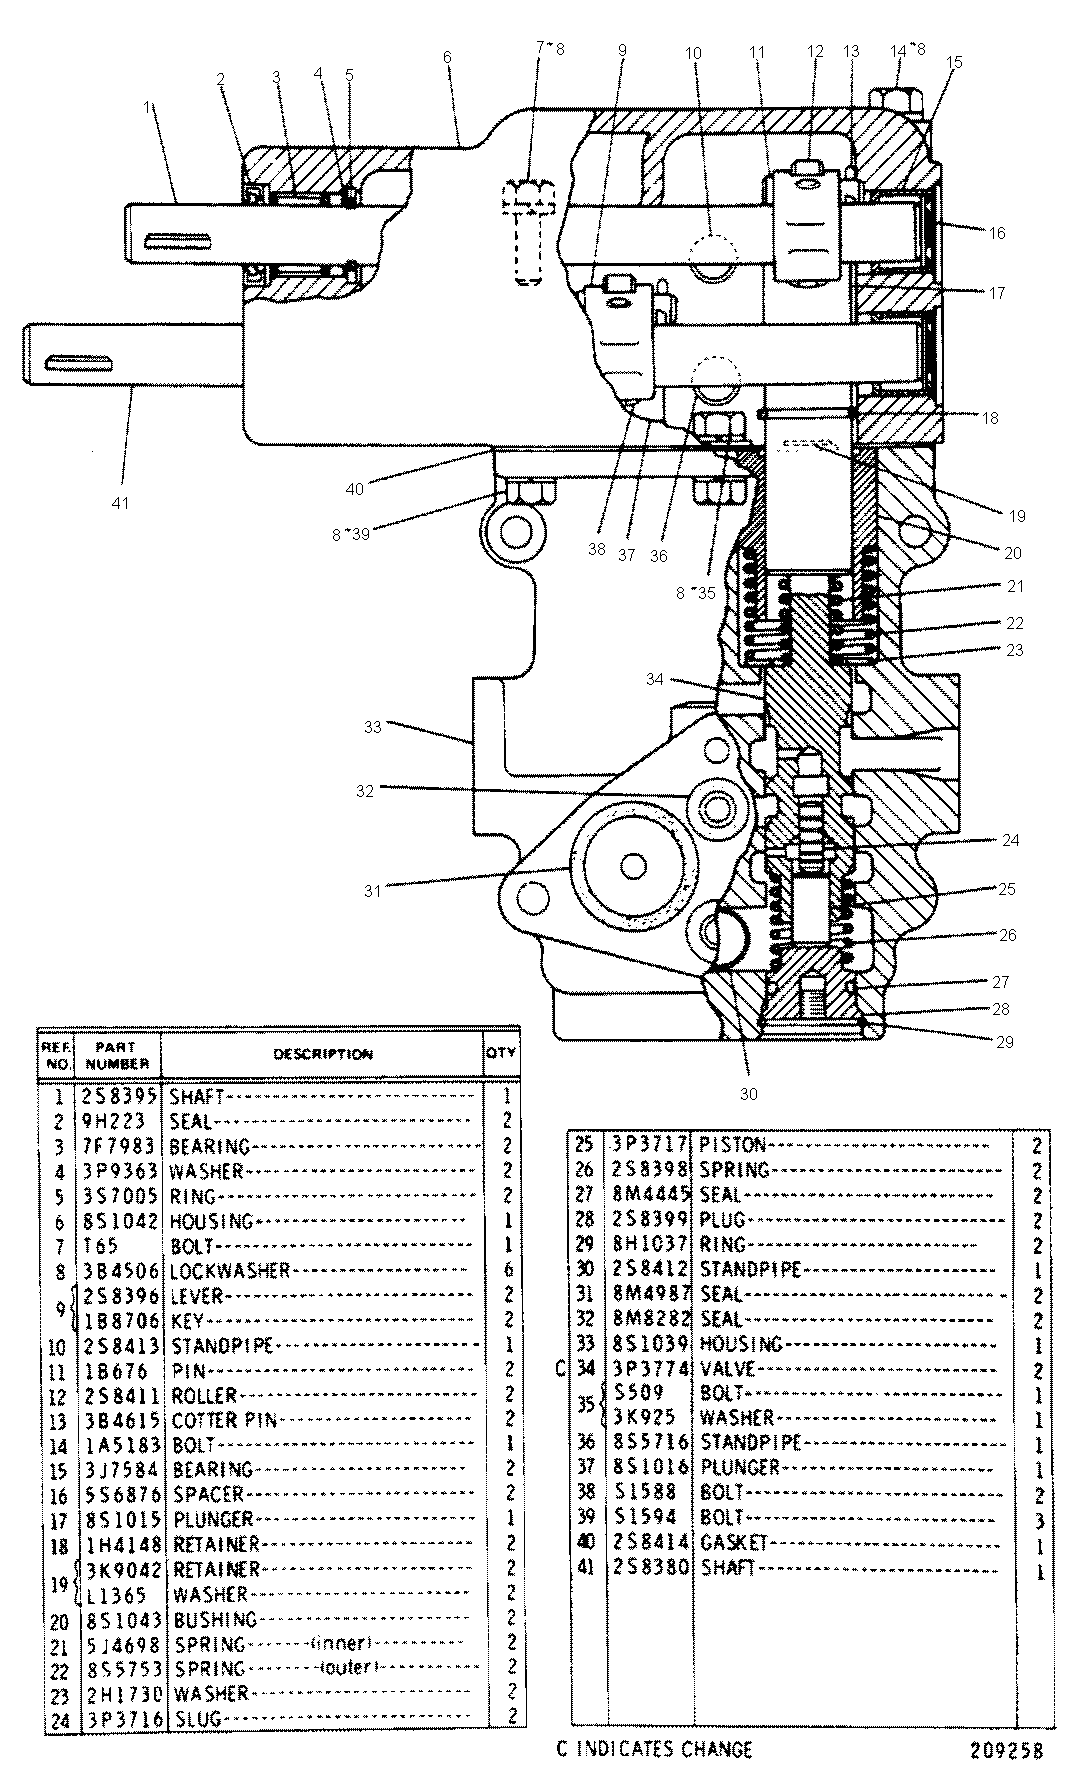 1 2 3 4 5 6 7~8 9 10 11 12 13 14~8 15
16
17
18
19
20
21
22
23
24
25
26
27
28
29
30
31
32
33
34
8~35
36
37
38
8~39
40
41
REF. NO. PART NUMBER DESCRIPTION QTY
1 2S8395 SHAFT 1
2 9H223 SEAL 2
3 7F7983 BEARING 2
4 3P9363 WASHER 2
5 3S7005 RING 2
6 8S1042 HOUSING 1
7 T65 BOLT 1
8 3B4506 LOCKWASHER 6
9 2S8396 LEVER 2
1B8706 KEY 2
10 2S8413 STANDPIPE 1
11 1B676 PIN 2
12 2S8411 ROLLER 2
13 3B4615 COTTER PIN 2
14 1A5183 BOLT 1
15 3J7584 BEARING 2
16 5S6876 SPACER 2
17 8S1015 PLUNGER 1
18 1H4148 RETAINER 2
19 3K9042 RETAINER 2
L1365 WASHER 2
20 8S1043 BUSHING 2
21 5J4698 SPRING (inner) 2
22 8S5753 SPRING (outer) 2
23 2H1730 WASHER 2
24 3P3716 SLUG 2
25 3P3717 PISTON 2
26 2S8398 SPRING 2
27 8M4445 SEAL 2
28 2S8399 PLUG 2
29 8H1037 RING 2
30 2S8412 STANDPIPE 1
31 8M4987 SEAL 2
32 8M8282 SEAL 2
33 8S1039 HOUSING 1
C 34 3P3774 VALVE 2
35 S509 BOLT 1
3K925 WASHER 1
36 8S5716 STANDPIPE 1
37 8S1016 PLUNGER 1
38 S1588 BOLT 2
39 S1594 BOLT 3
40 2S8414 GASKET 1
41 2S8380 SHAFT 1
C INDICATES CHANGE 209258